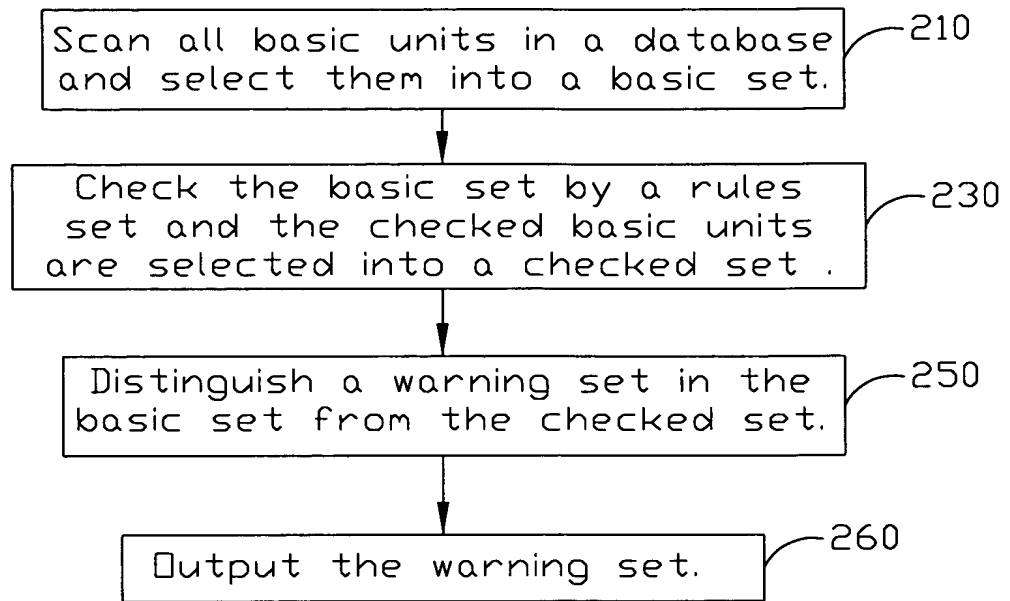 Scan all basic units in a database
and select them into a basic set.
210
Check the basic set by a rules
set and the checked basic units
are selected into a checked set .
230
Distinguish a warning set in the
basic set from the checked set.
250
Output the warning set.
260